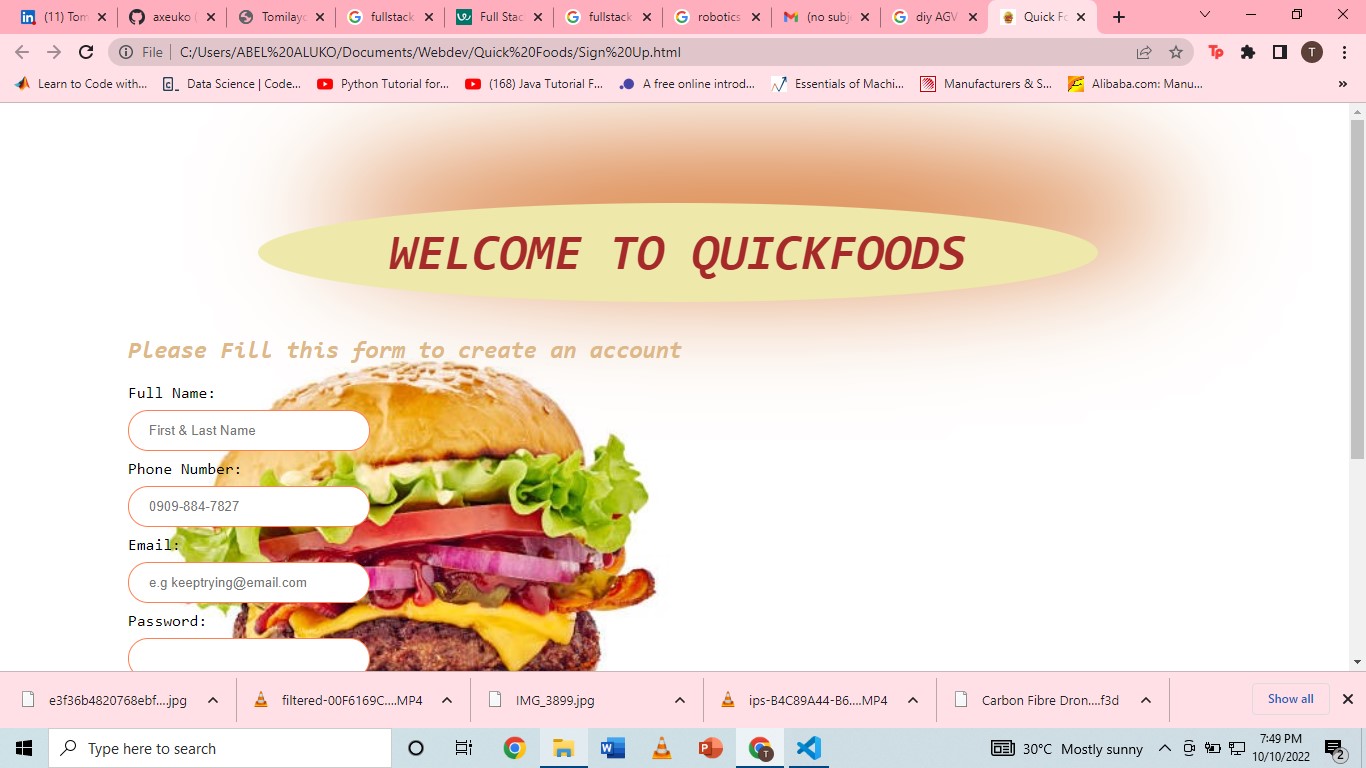 (11) Tom
axeuko (
Tomilayo
fullstack
Full Stac
fullstack
robotics
(no subj
diy AGV
Quick Fo
File
C:/Users/ABEL%20ALUKO/Documents/Webdev/Quick%20Foods/Sign%20Up.html
Tp
T
Learn to Code with...
Data Science | Code...
Python Tutorial for...
(168) Java Tutorial F...
A free online introd...
Essentials of Machi...
Manufacturers & S...
Alibaba.com: Manu...
»
WELCOME TO QUICKFOODS
Please Fill this form to create an account
Full Name:
First & Last Name
Phone Number:
0909-884-7827
Email:
e.g keeptrying@email.com
Password:
e3f36b4820768ebf....jpg
filtered-00F6169C....MP4
IMG_3899.jpg
ips-B4C89A44-B6....MP4
Carbon Fibre Dron....f3d
Show all
Type here to search
30°C Mostly sunny
7:49 PM
10/10/2022
2